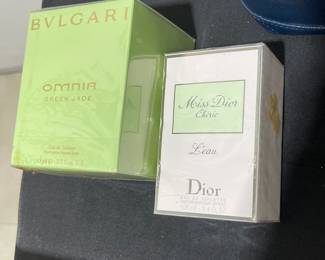 BVLGARI
OMNIA
GREEN JADE
Eau de Toilette
Miss Dior
Chérie
L'eau
Dior
EAU DE TOILETTE